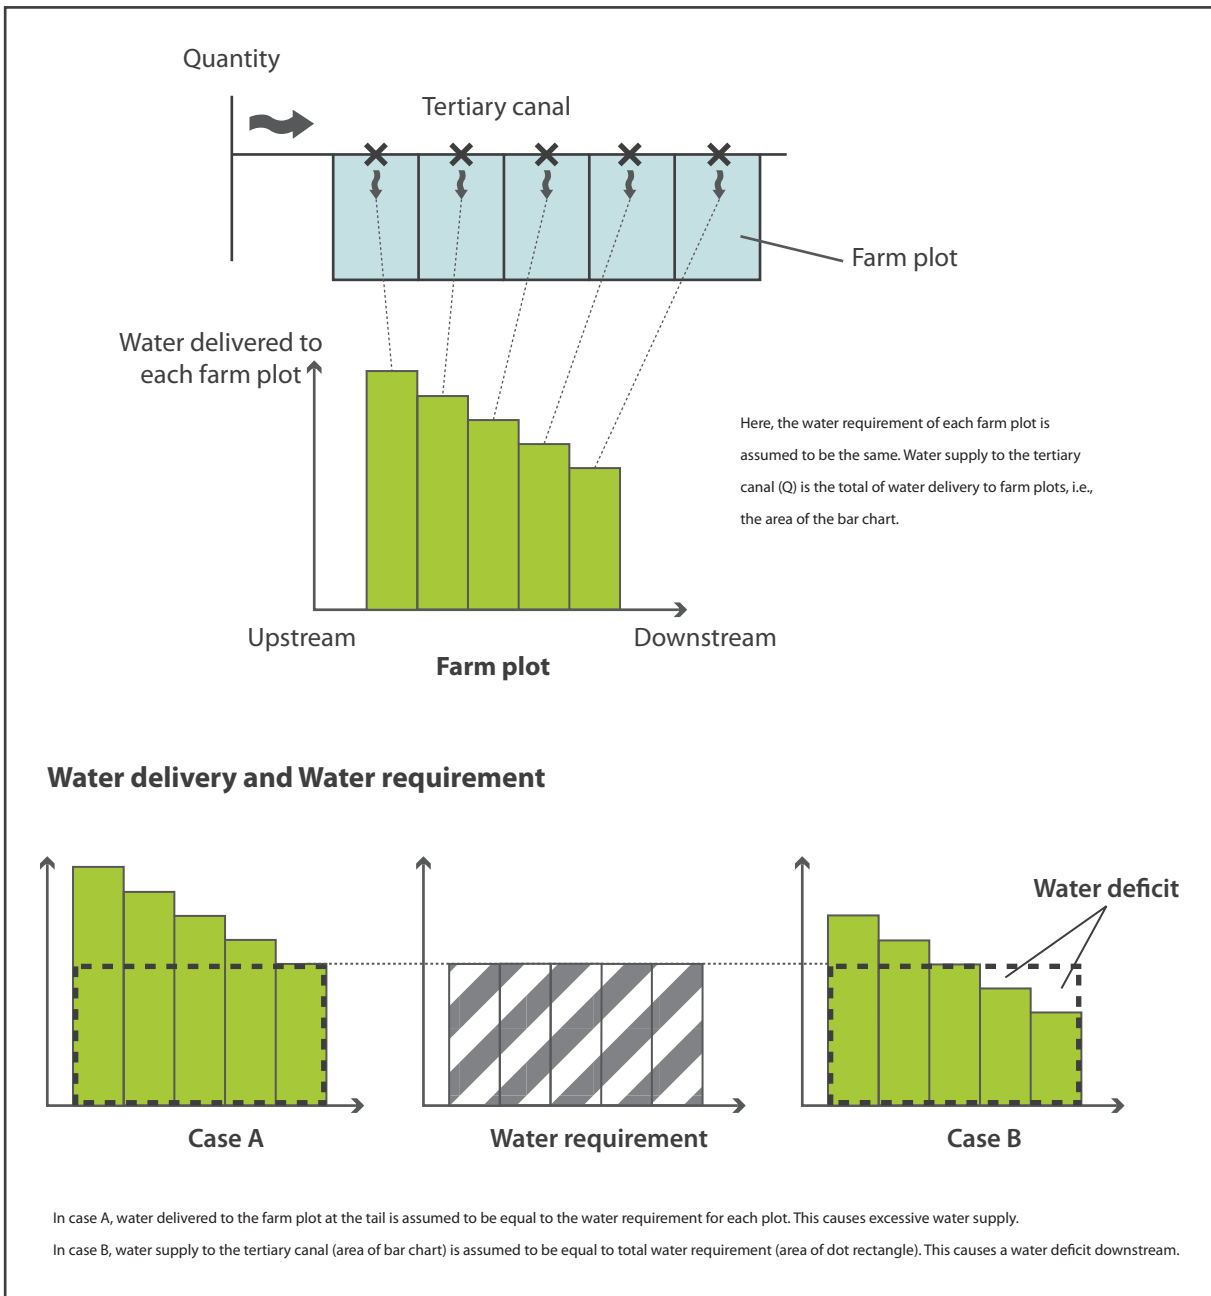 Quantity
Tertiary canal
Farm plot
Water delivered to
each farm plot
Here, the water requirement of each farm plot is
assumed to be the same. Water supply to the tertiary
canal (Q) is the total of water delivery to farm plots, i.e.,
the area of the bar chart.
Upstream
Downstream
Farm plot
Water delivery and Water requirement
Water deficit
Case A
Water requirement
Case B
In case A, water delivered to the farm plot at the tail is assumed to be equal to the water requirement for each plot. This causes excessive water supply.
In case B, water supply to the tertiary canal (area of bar chart) is assumed to be equal to total water requirement (area of dot rectangle). This causes a water deficit downstream.